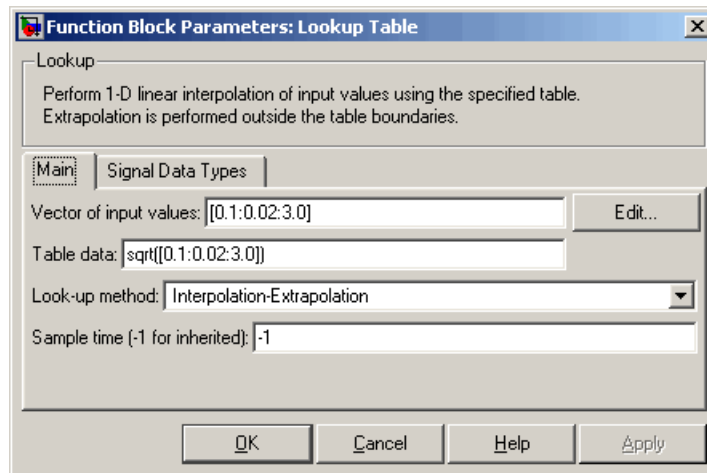 Function Block Parameters: Lookup Table
Lookup
Perform 1-D linear interpolation of input values using the specified table.
Extrapolation is performed outside the table boundaries.
Main Signal Data Types
Vector of input values: [0.1:0.02:3.0] Edit...
Table data: sqrt([0.1:0.02:3.0])
Look-up method: Interpolation-Extrapolation
Sample time (-1 for inherited): -1
OK Cancel Help Apply